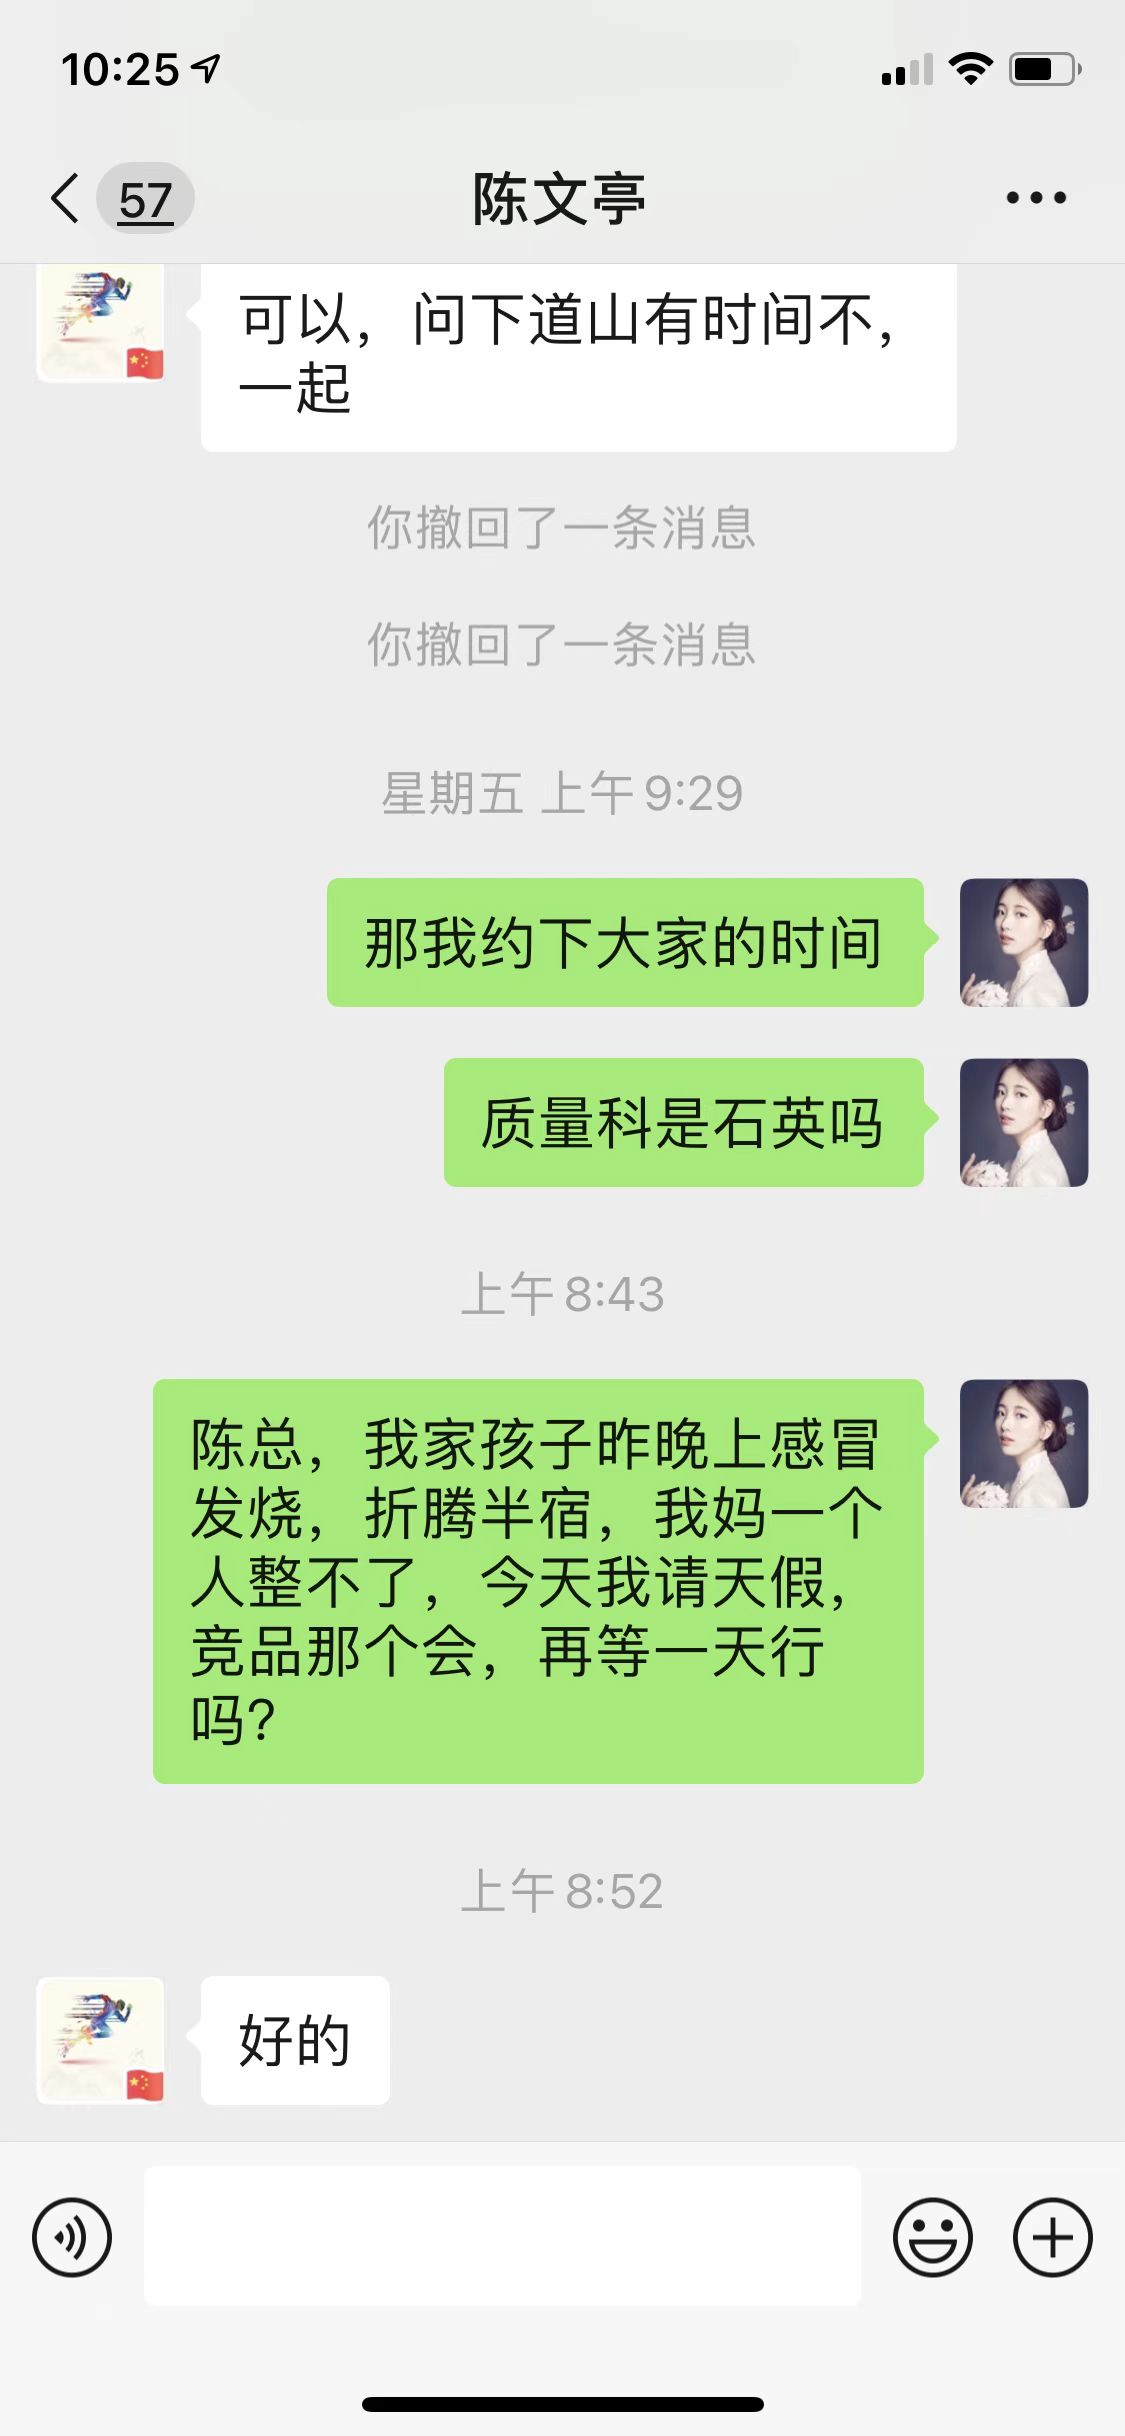 10:25
57
陈文亭
可以，问下道山有时间不，
一起
你撤回了一条消息
你撤回了一条消息
星期五 上午 9:29
那我约下大家的时间
质量科是石英吗
上午 8:43
陈总，我家孩子昨晚上感冒
发烧，折腾半宿，我妈一个
人整不了，今天我请天假，
竞品那个会，再等一天行
吗?
上午 8:52
好的